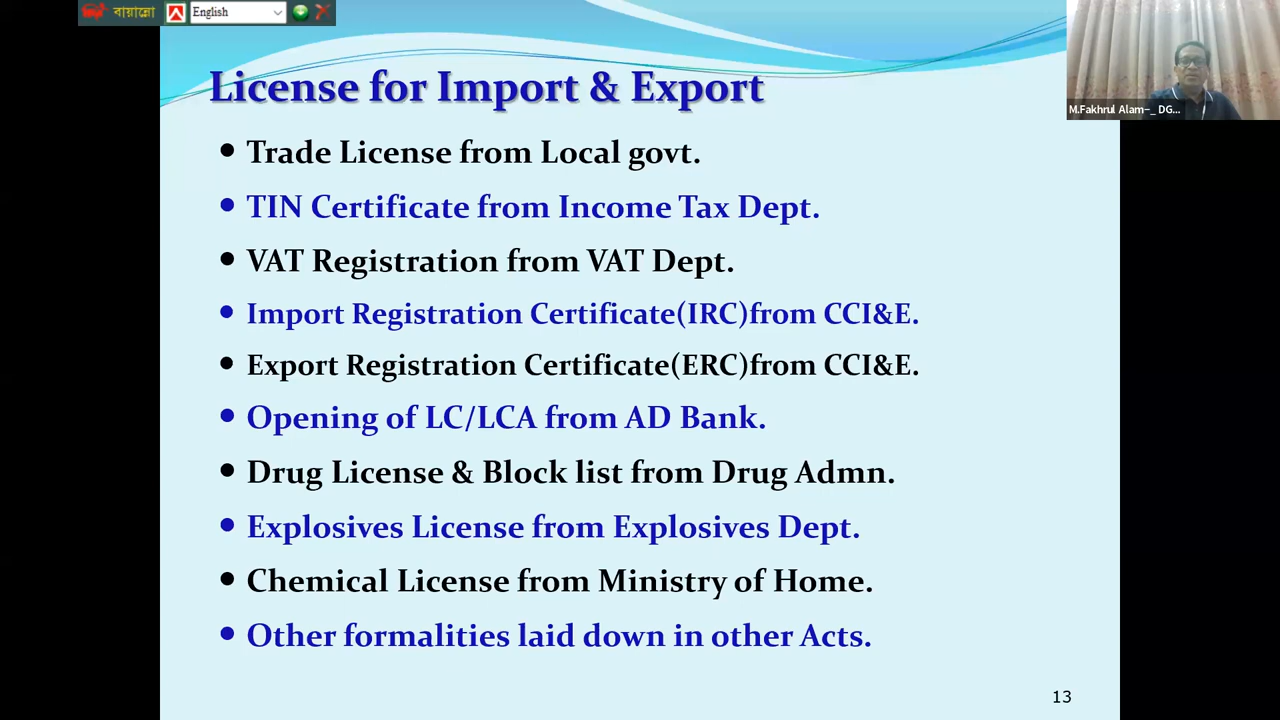 বায়ান্নো English
M.Fakhrul Alam-_ DG...
License for Import & Export
• Trade License from Local govt.
• TIN Certificate from Income Tax Dept.
• VAT Registration from VAT Dept.
• Import Registration Certificate(IRC)from CCI&E.
• Export Registration Certificate(ERC)from CCI&E.
• Opening of LC/LCA from AD Bank.
• Drug License & Block list from Drug Admn.
• Explosives License from Explosives Dept.
• Chemical License from Ministry of Home.
• Other formalities laid down in other Acts.
13